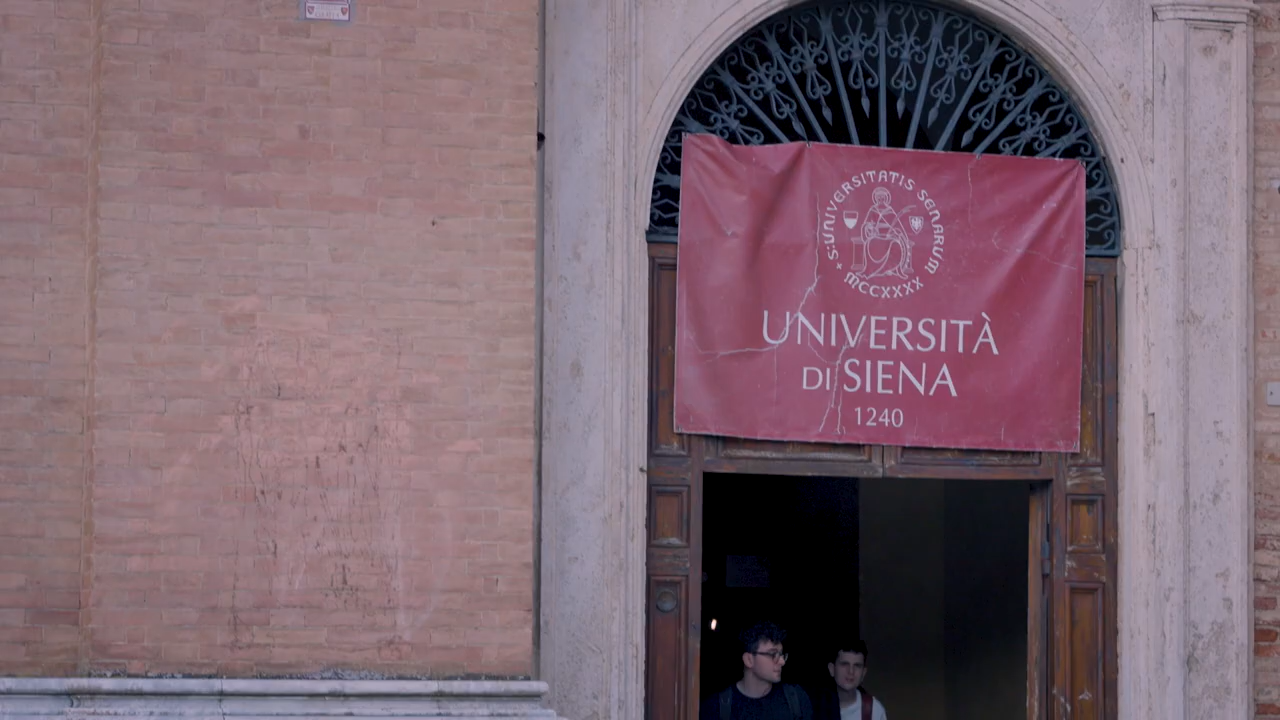 S:UNIVERSITATIS SENARUM
MCCXXXX
UNIVERSITÀ
DI SIENA
1240